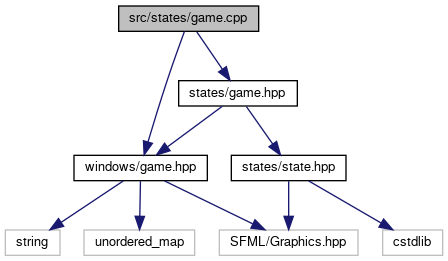 src/states/game.cpp
states/game.hpp
windows/game.hpp
states/state.hpp
string
unordered_map
SFML/Graphics.hpp
cstdlib